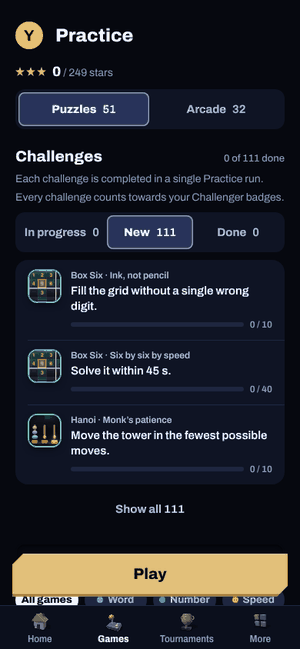 Y Practice
★★★ 0 / 249 stars
Puzzles 51 Arcade 32
Challenges 0 of 111 done
Each challenge is completed in a single Practice run.
Every challenge counts towards your Challenger badges.
In progress 0 New 111 Done 0
Box Six · Ink, not pencil
Fill the grid without a single wrong
digit.
0 / 10
Box Six · Six by six by speed
Solve it within 45 s.
0 / 40
Hanoi · Monk's patience
Move the tower in the fewest possible
moves.
0 / 10
Show all 111
Play
All games Word Number Speed
Home Games Tournaments More